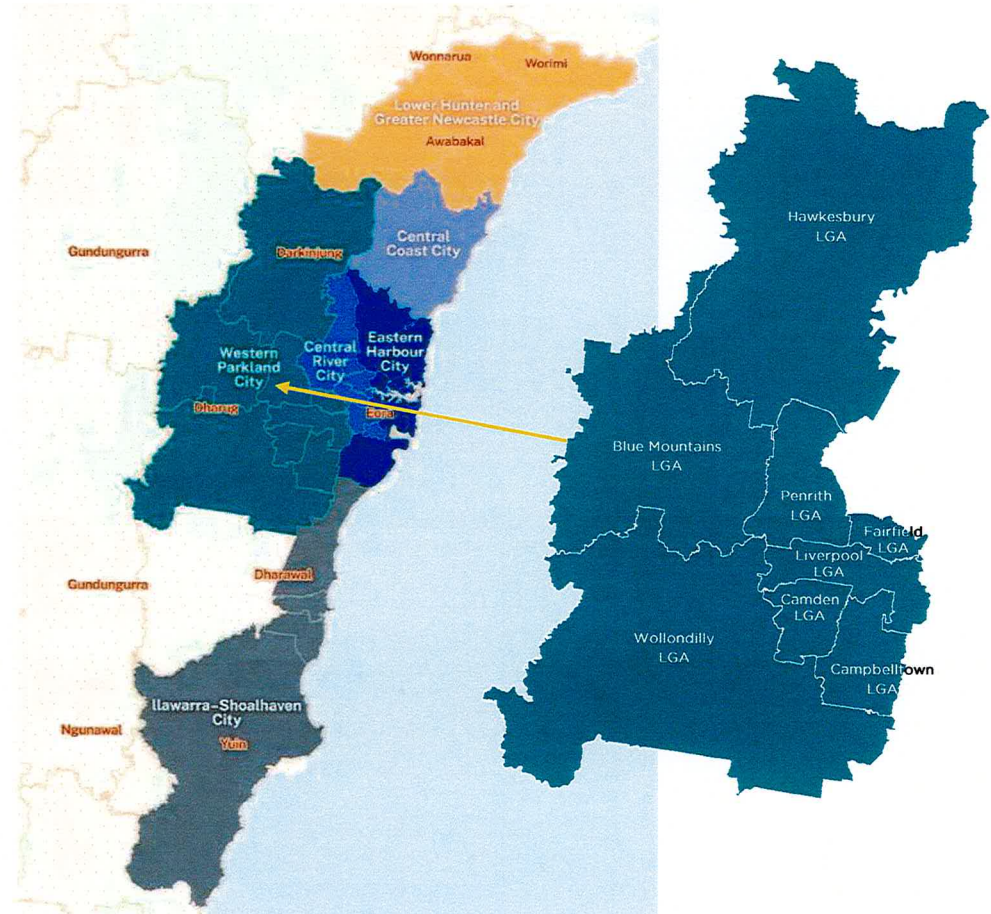 Wonnarua
Worimi
Lower Hunter and
Greater Newcastle City
Awabakal
Gundungurra
Darkinjung
Central
Coast City
Western
Parkland
City
Central
River
City
Eastern
Harbour
City
Dharug
Eora
Gundungurra
Dharawal
llawarra-Shoalhaven
City
Ngunawal
Yuin
Hawkesbury
LGA
Blue Mountains
LGA
Penrith
LGA
Fairfield
LGA
Liverpool
LGA
Camden
LGA
Wollondilly
LGA
Campbelltown
LGA